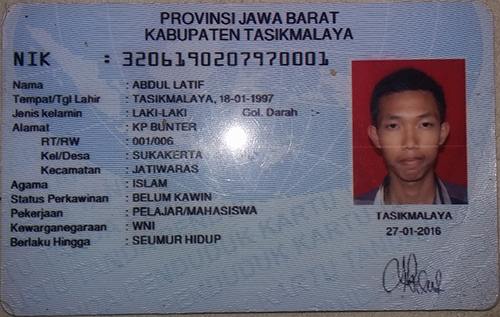 PROVINSI JAWA BARAT
KABUPATEN TASIKMALAYA
NIK : 3206190207970001
Nama : ABDUL LATIF
Tempat/Tgl Lahir : TASIKMALAYA, 18-01-1997
Jenis kelamin : LAKI-LAKI Gol. Darah :-
Alamat : KP BUNTER
RT/RW : 001/006
Kel/Desa : SUKAKERTA
Kecamatan : JATIWARAS
Agama : ISLAM
Status Perkawinan : BELUM KAWIN
Pekerjaan : PELAJAR/MAHASISWA
Kewarganegaraan : WNI
Berlaku Hingga : SEUMUR HIDUP
TASIKMALAYA
27-01-2016